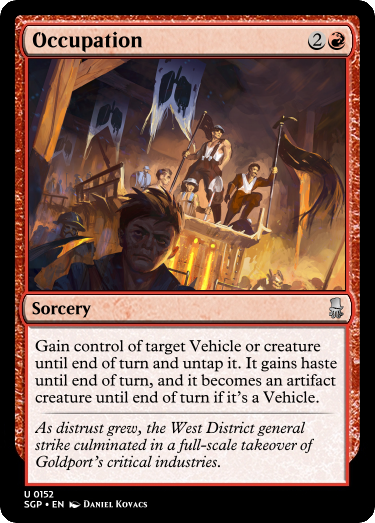 Occupation 2
Sorcery
Gain control of target Vehicle or creature
until end of turn and untap it. It gains haste
until end of turn, and it becomes an artifact
creature until end of turn if it's a Vehicle.
As distrust grew, the West District general
strike culminated in a full-scale takeover of
Goldport's critical industries.
U 0152
SGP • EN Daniel Kovacs